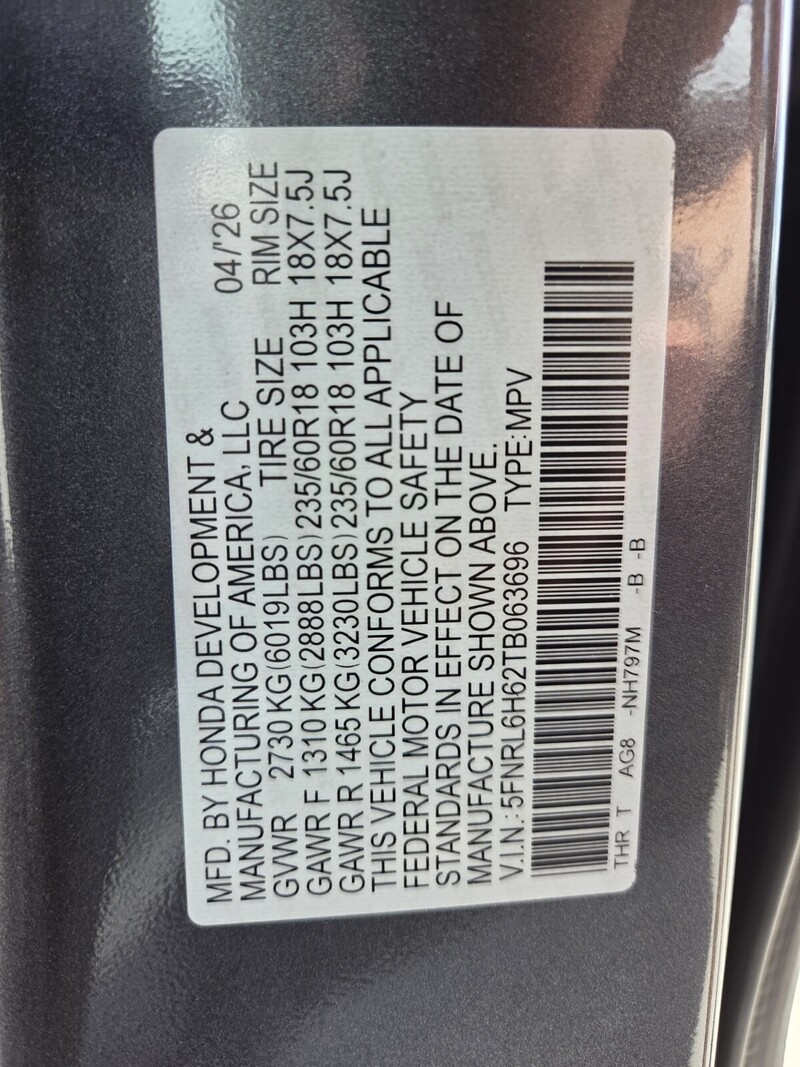 MFD. BY HONDA DEVELOPMENT &
MANUFACTURING OF AMERICA, LLC 04/'26
GVWR 2730 KG(6019LBS) TIRE SIZE RIM SIZE
GAWR F 1310 KG(2888LBS)235/60R18 103H 18X7.5J
GAWR R 1465 KG(3230LBS)235/60R18 103H 18X7.5J
THIS VEHICLE CONFORMS TO ALL APPLICABLE
FEDERAL MOTOR VEHICLE SAFETY
STANDARDS IN EFFECT ON THE DATE OF
MANUFACTURE SHOWN ABOVE.
V.I.N.:5FNRL6H62TB063696 TYPE:MPV
THR T AG8 -NH797M -B -B